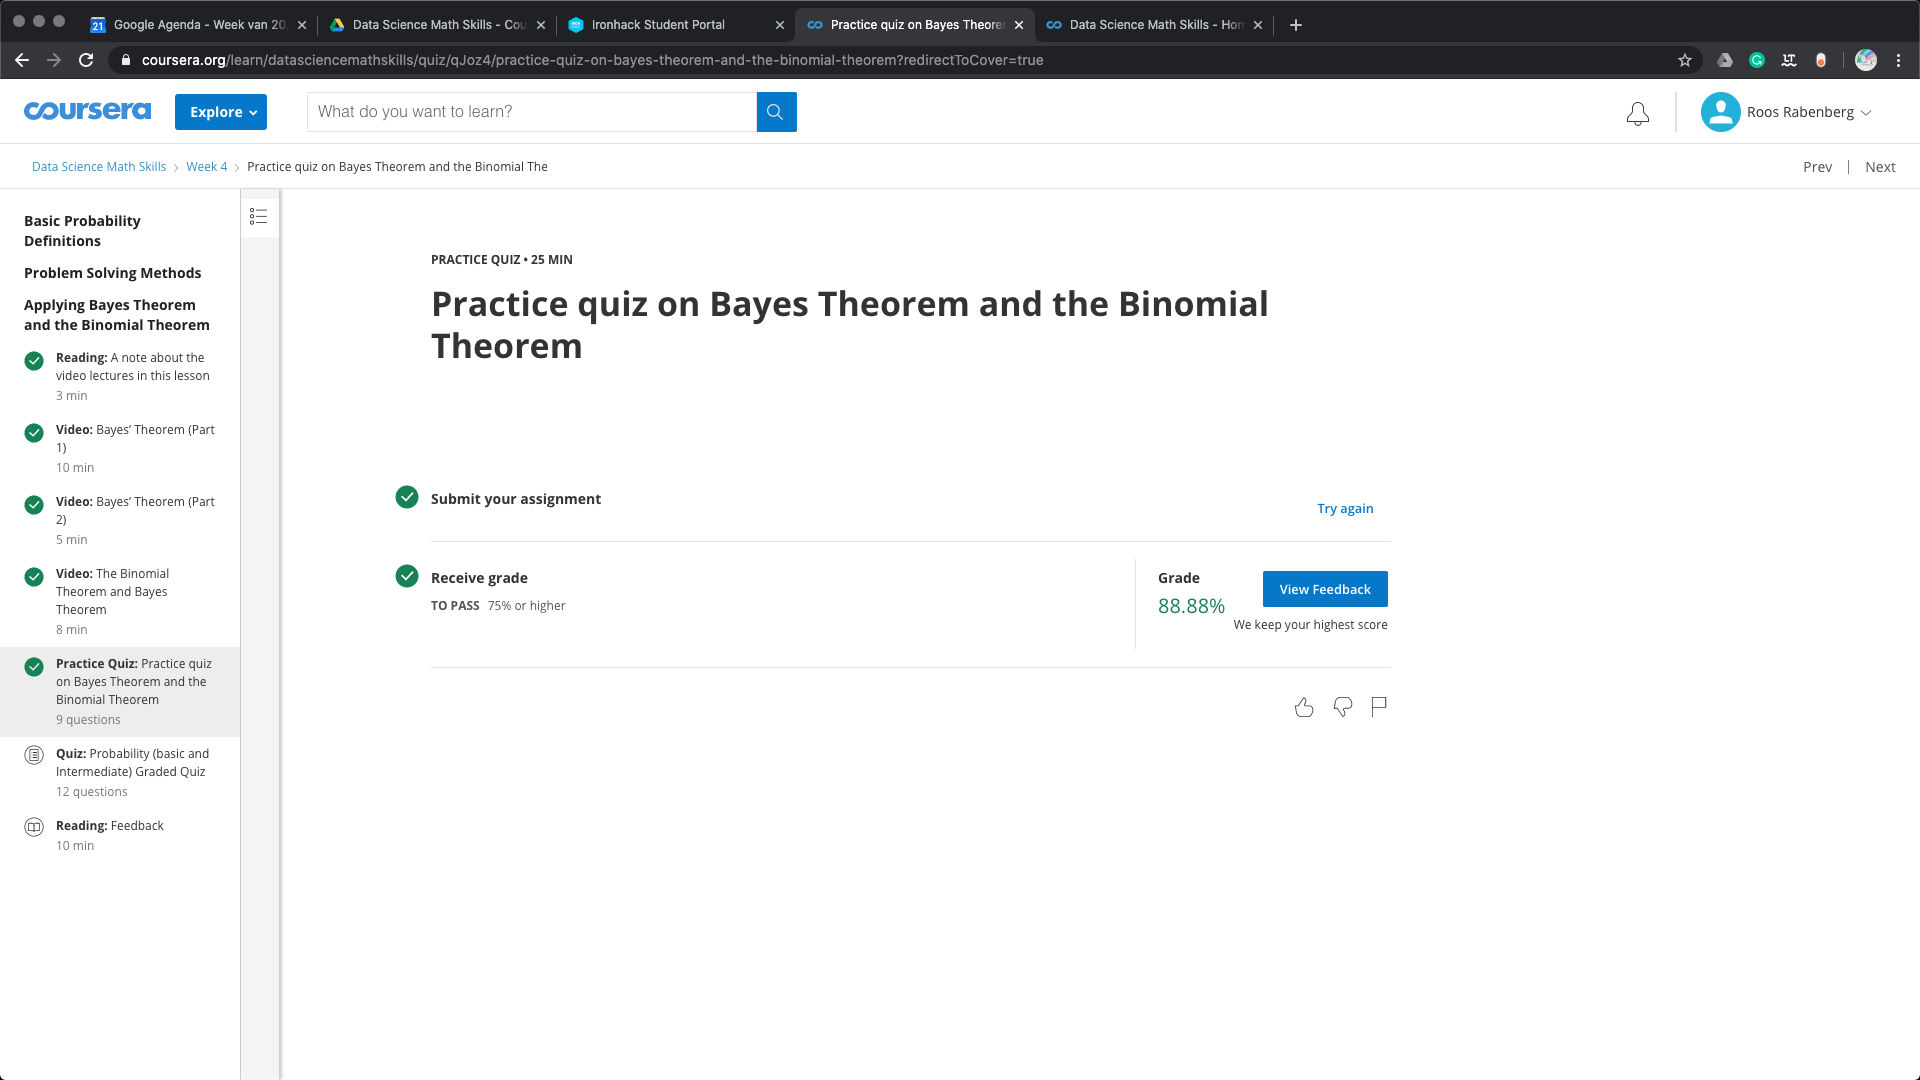 21 Google Agenda - Week van 20
Data Science Math Skills - Cou
Ironhack Student Portal
Practice quiz on Bayes Theore
Data Science Math Skills - Hom
coursera.org/learn/datasciencemathskills/quiz/qJoz4/practice-quiz-on-bayes-theorem-and-the-binomial-theorem?redirectToCover=true
coursera
Explore
What do you want to learn?
Roos Rabenberg
Data Science Math Skills > Week 4 > Practice quiz on Bayes Theorem and the Binomial The
Prev | Next
Basic Probability
Definitions
Problem Solving Methods
Applying Bayes Theorem
and the Binomial Theorem
Reading: A note about the
video lectures in this lesson
3 min
Video: Bayes’ Theorem (Part
1)
10 min
Video: Bayes’ Theorem (Part
2)
5 min
Video: The Binomial
Theorem and Bayes
Theorem
8 min
Practice Quiz: Practice quiz
on Bayes Theorem and the
Binomial Theorem
9 questions
Quiz: Probability (basic and
Intermediate) Graded Quiz
12 questions
Reading: Feedback
10 min
PRACTICE QUIZ • 25 MIN
Practice quiz on Bayes Theorem and the Binomial
Theorem
Submit your assignment
Try again
Receive grade
TO PASS 75% or higher
Grade
88.88%
View Feedback
We keep your highest score